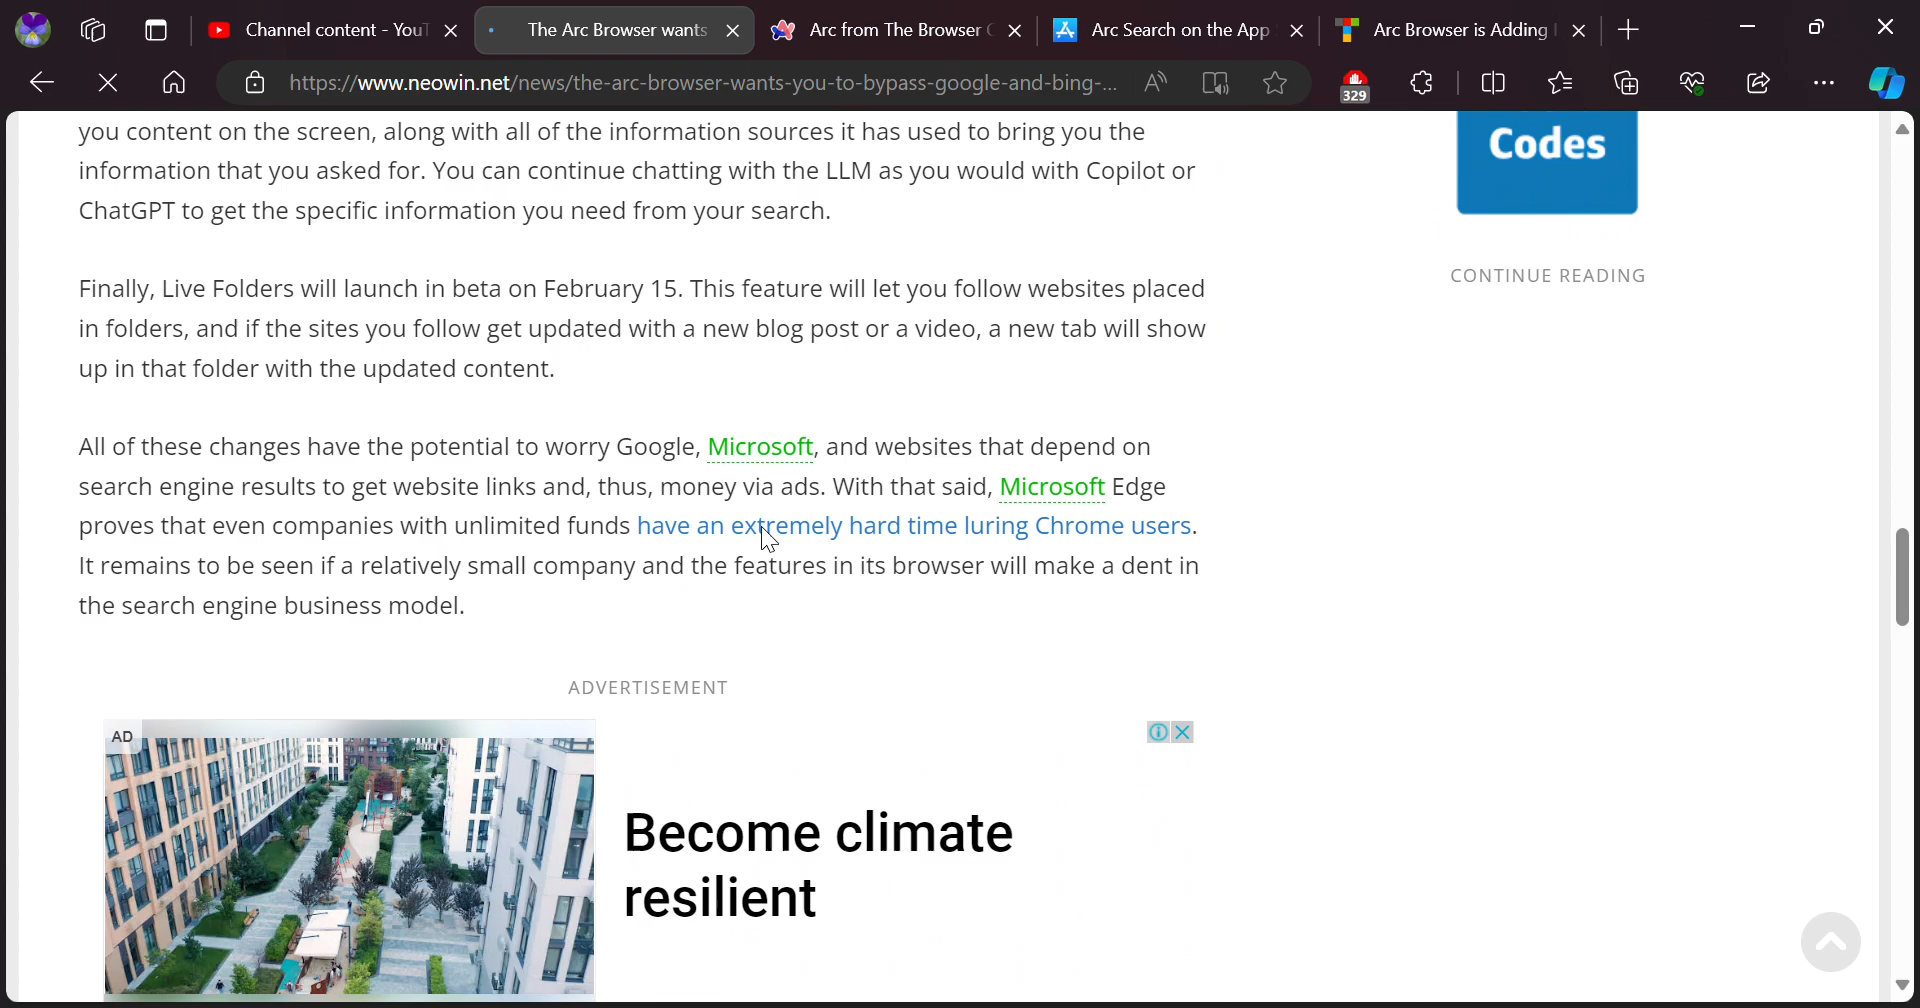 Channel content - YouT
The Arc Browser wants
Arc from The Browser C
Arc Search on the App
Arc Browser is Adding
https://www.neowin.net/news/the-arc-browser-wants-you-to-bypass-google-and-bing-...
329
you content on the screen, along with all of the information sources it has used to bring you the
information that you asked for. You can continue chatting with the LLM as you would with Copilot or
ChatGPT to get the specific information you need from your search.
Codes
CONTINUE READING
Finally, Live Folders will launch in beta on February 15. This feature will let you follow websites placed
in folders, and if the sites you follow get updated with a new blog post or a video, a new tab will show
up in that folder with the updated content.
All of these changes have the potential to worry Google, Microsoft, and websites that depend on
search engine results to get website links and, thus, money via ads. With that said, Microsoft Edge
proves that even companies with unlimited funds have an extremely hard time luring Chrome users.
It remains to be seen if a relatively small company and the features in its browser will make a dent in
the search engine business model.
ADVERTISEMENT
AD
Become climate
resilient